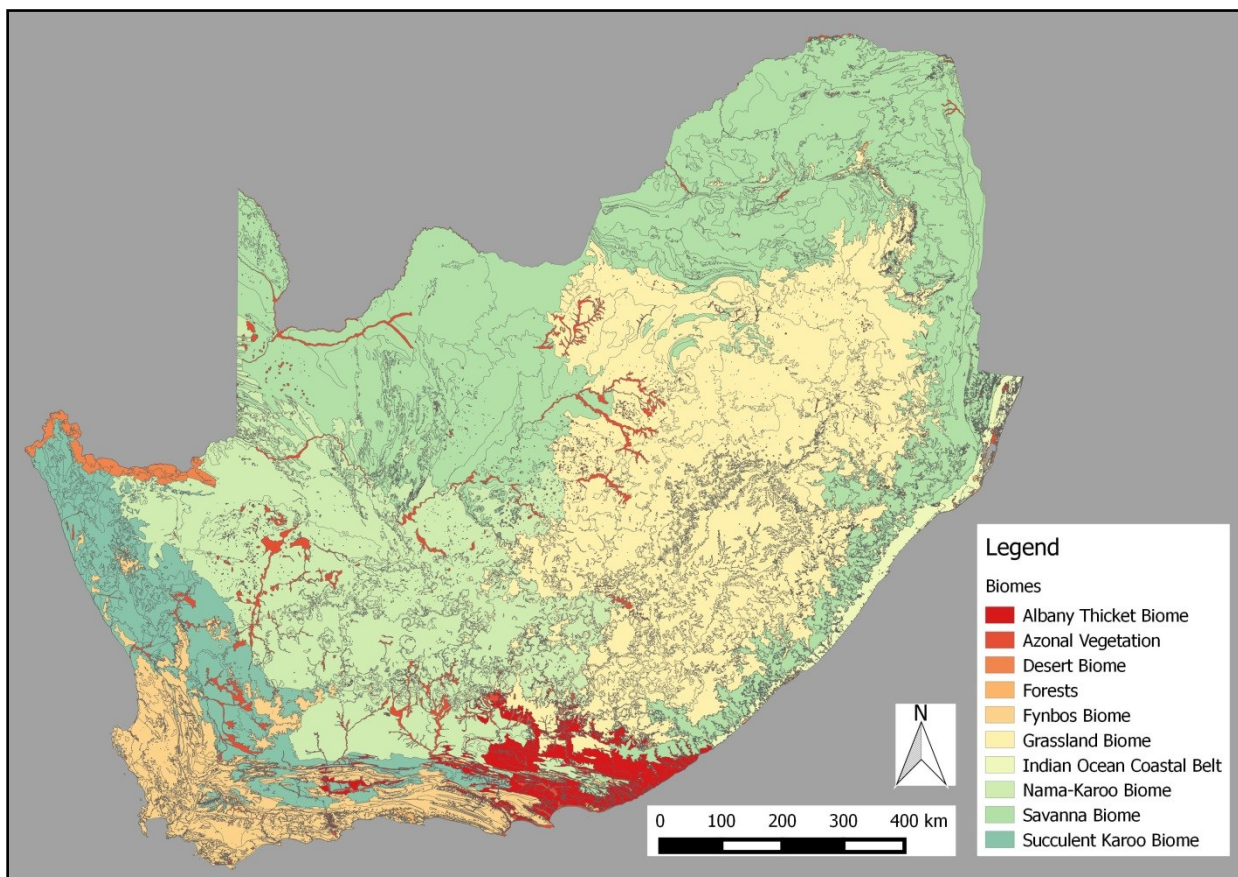 Legend
Biomes
Albany Thicket Biome
Azonal Vegetation
Desert Biome
Forests
Fynbos Biome
Grassland Biome
Indian Ocean Coastal Belt
Nama-Karoo Biome
Savanna Biome
Succulent Karoo Biome
N
0 100 200 300 400 km